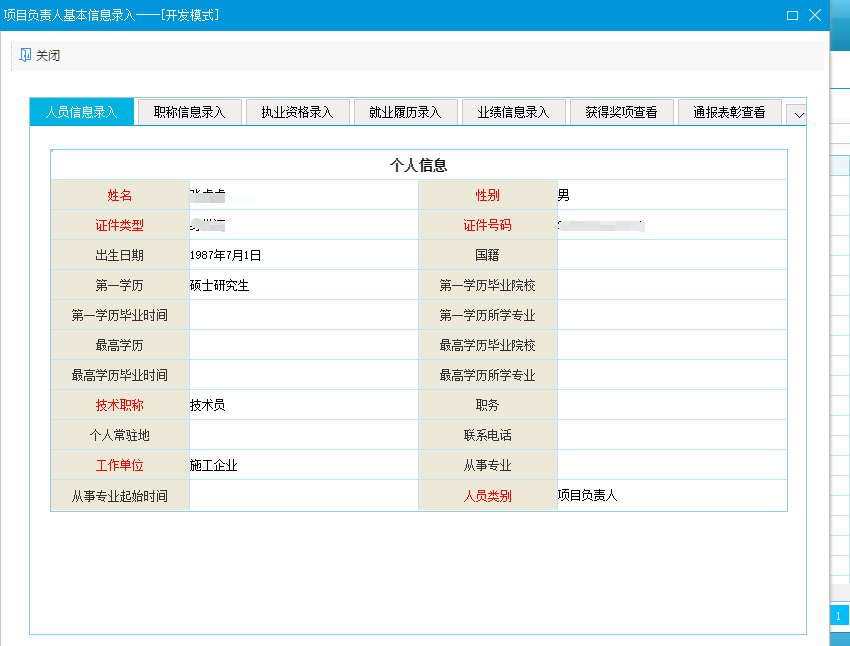 项目负责人基本信息录入——[开发模式]
关闭
人员信息录入 职称信息录入 执业资格录入 就业履历录入 业绩信息录入 获得奖项查看 通报表彰查看
个人信息
姓名 性别 男
证件类型 证件号码
出生日期 1987年7月1日 国籍
第一学历 硕士研究生 第一学历毕业院校
第一学历毕业时间 第一学历所学专业
最高学历 最高学历毕业院校
最高学历毕业时间 最高学历所学专业
技术职称 技术员 职务
个人常驻地 联系电话
工作单位 施工企业 从事专业
从事专业起始时间 人员类别 项目负责人
1